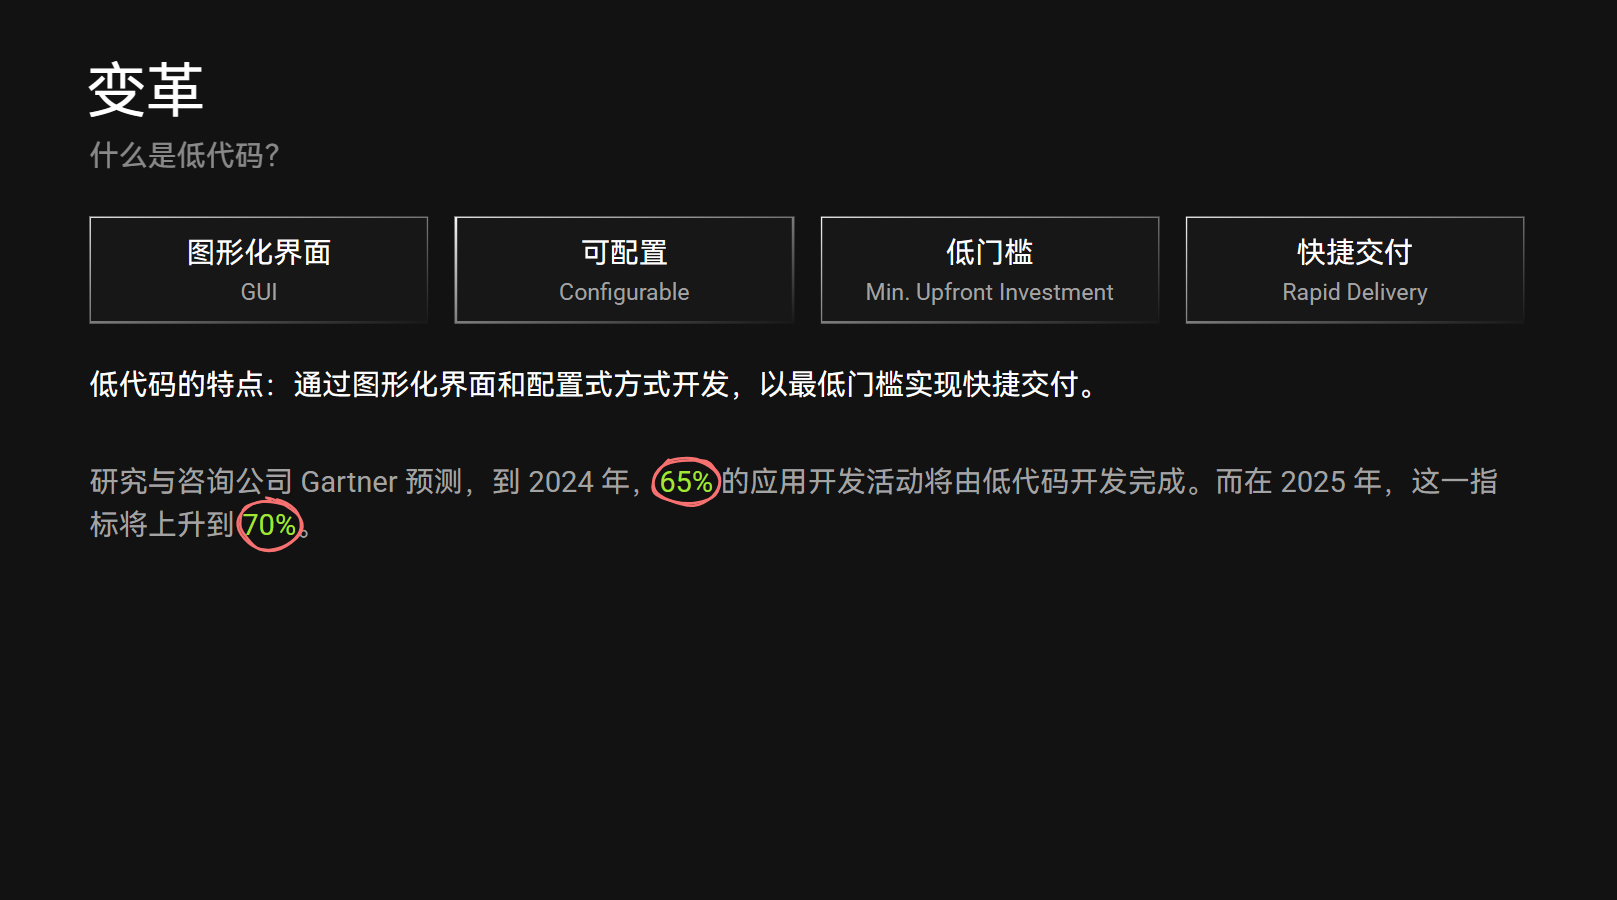 变革
什么是低代码？
图形化界面
GUI
可配置
Configurable
低门槛
Min. Upfront Investment
快捷交付
Rapid Delivery
低代码的特点：通过图形化界面和配置式方式开发，以最低门槛实现快捷交付。
研究与咨询公司 Gartner 预测，到 2024 年，65% 的应用开发活动将由低代码开发完成。而在 2025 年，这一指
标将上升到 70%。